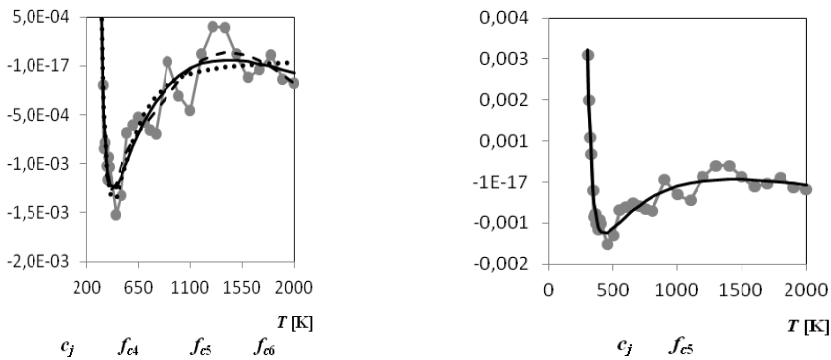 5,0E-04
-1,0E-17
-5,0E-04
-1,0E-03
-1,5E-03
-2,0E-03
200 650 1100 1550 2000
T [K]
cj fc4 fc5 fc6
0,004
0,003
0,002
0,001
-1E-17
-0,001
-0,002
0 500 1000 1500 2000
T [K]
cj fc5